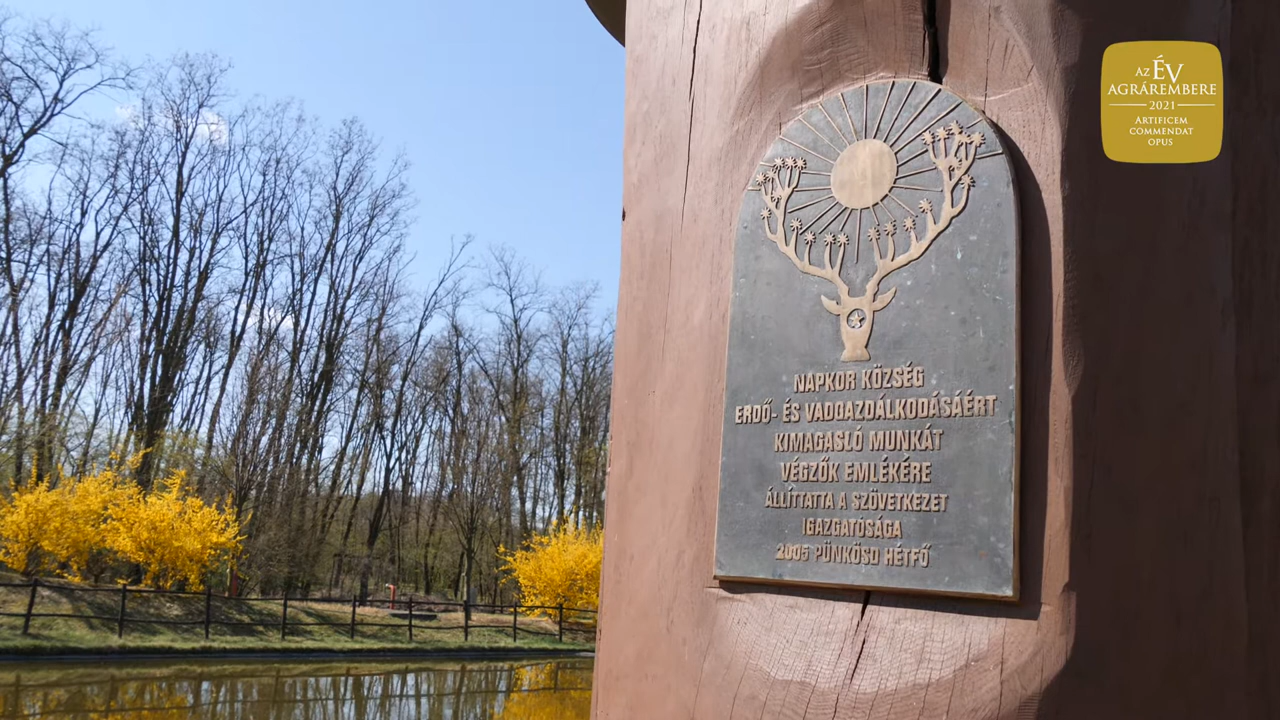 NAPKOR KÖZSÉG
ERDŐ- ÉS VADGAZDÁLKODÁSÁÉRT
KIMAGASLÓ MUNKÁT
VÉGZŐK EMLÉKÉRE
ÁLLÍTTATTA A SZÖVETKEZET
IGAZGATÓSÁGA
2005 PÜNKÖSD HÉTFŐ
AZ ÉV
AGRÁREMBERE
2021
ARTIFICEM
COMMENDAT
OPUS